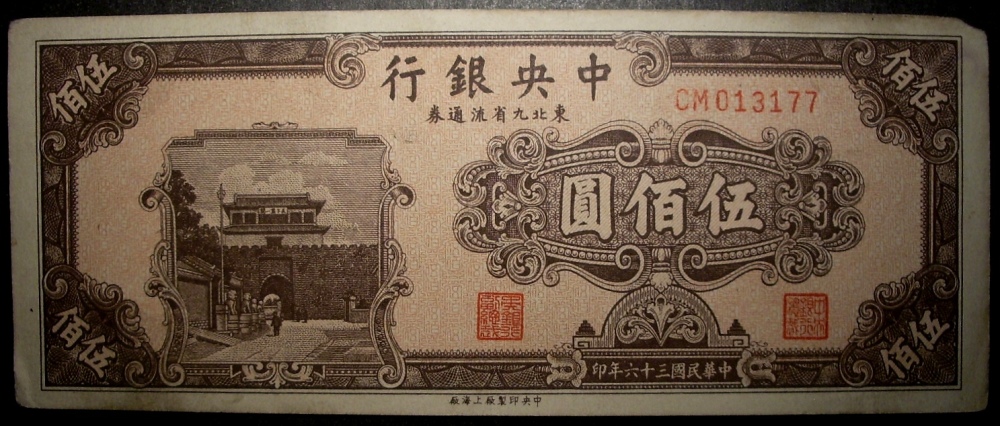 中央銀行
東北九省流通券
CM013177
伍佰
伍佰
伍佰圓
伍佰
伍佰
中華民國三十六年印
中央印製廠上海廠